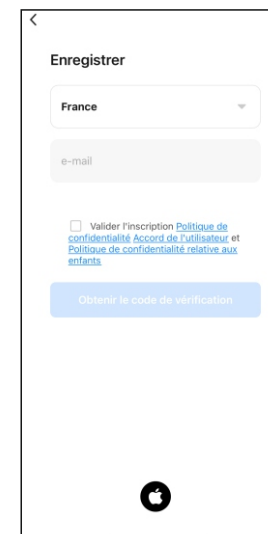 Enregistrer
France
e-mail
Valider l'inscription Politique de
confidentialité Accord de l'utilisateur et
Politique de confidentialité relative aux
enfants
Obtenir le code de vérification